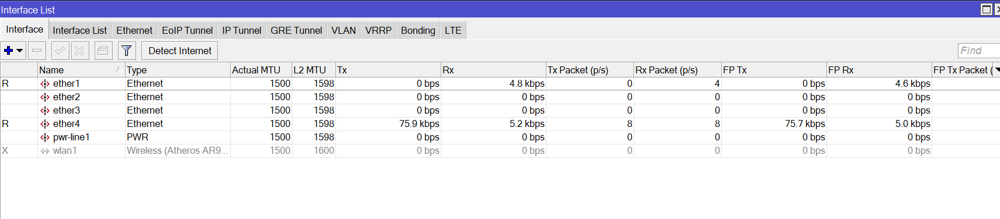 Interface List
Interface Interface List Ethernet EoIP Tunnel IP Tunnel GRE Tunnel VLAN VRRP Bonding LTE
Detect Internet Find
Name Type Actual MTU L2 MTU Tx Rx Tx Packet (p/s) Rx Packet (p/s) FP Tx FP Rx FP Tx Packet (
R ether1 Ethernet 1500 1598 0 bps 4.8 kbps 0 4 0 bps 4.6 kbps
ether2 Ethernet 1500 1598 0 bps 0 bps 0 0 0 bps 0 bps
ether3 Ethernet 1500 1598 0 bps 0 bps 0 0 0 bps 0 bps
R ether4 Ethernet 1500 1598 75.9 kbps 5.2 kbps 8 8 75.7 kbps 5.0 kbps
pwr-line1 PWR 1500 1598 0 bps 0 bps 0 0 0 bps 0 bps
X wlan1 Wireless (Atheros AR9... 1500 1600 0 bps 0 bps 0 0 0 bps 0 bps